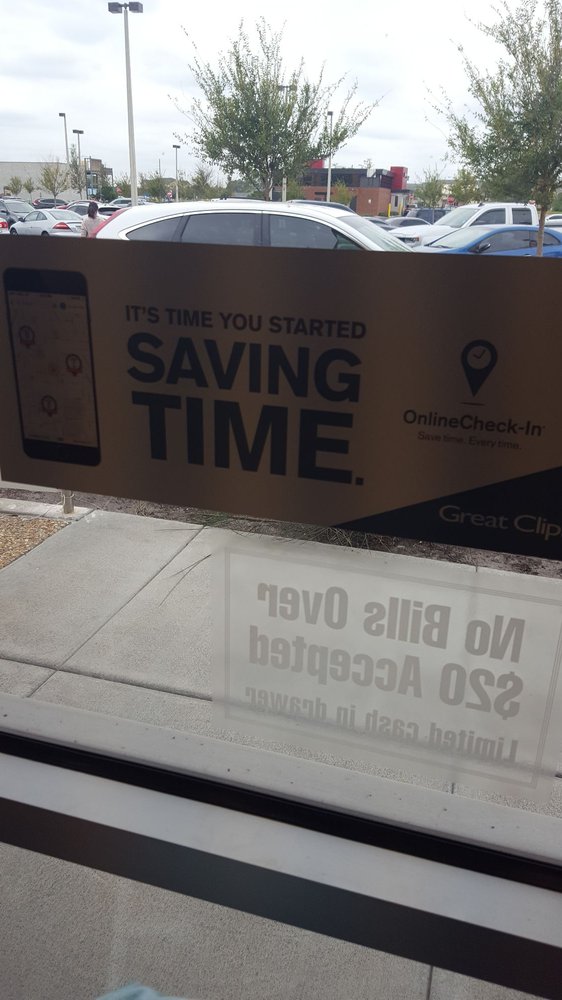 IT'S TIME YOU STARTED
SAVING
TIME.
OnlineCheck-In
Save time. Every time.
Great Clip
No Bills Over
$20 Accepted
Limited cash in drawer